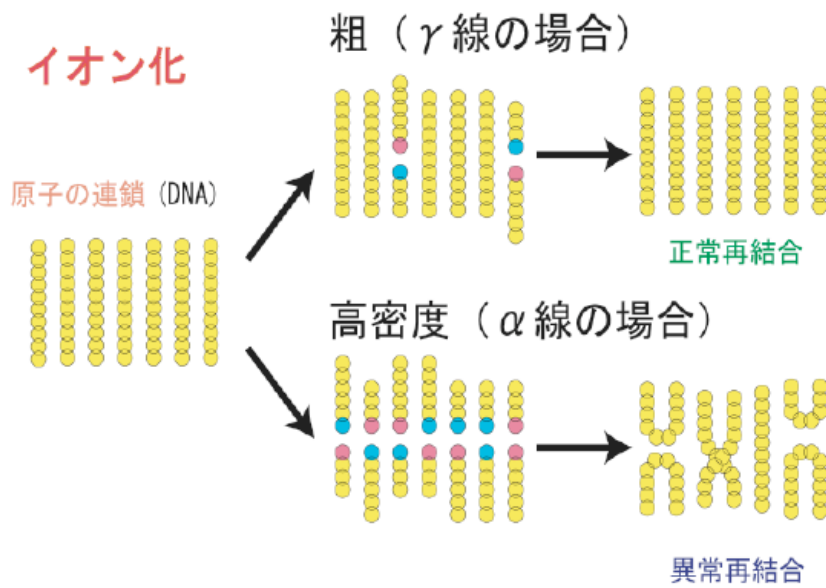 イオン化
粗（γ線の場合）
原子の連鎖（DNA）
正常再結合
高密度（α線の場合）
異常再結合